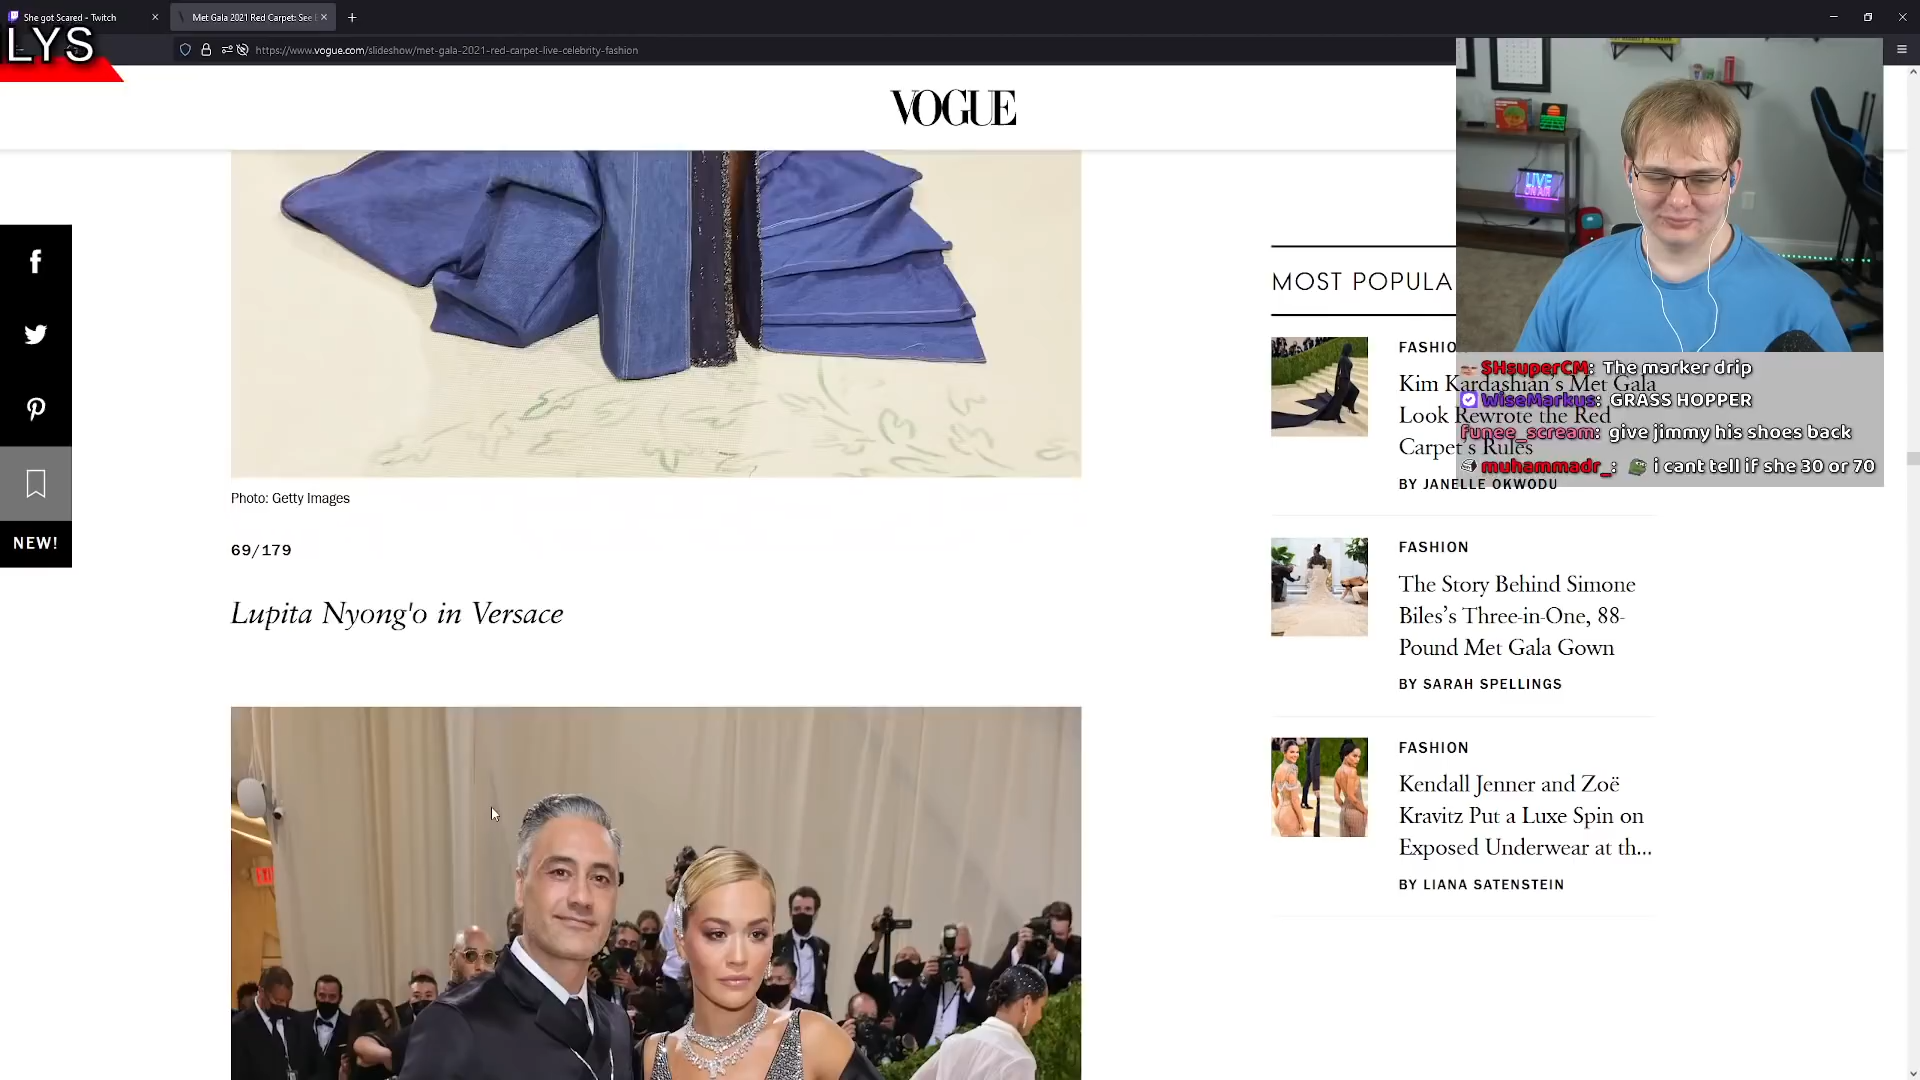 She got Scared - Twitch
Met Gala 2021 Red Carpet: See
LYS
https://www.vogue.com/slideshow/met-gala-2021-red-carpet-live-celebrity-fashion
VOGUE
LIVE
ON AIR
NEW!
Photo: Getty Images
69/179
Lupita Nyong'o in Versace
MOST POPULA
FASHIO
Kim Kardashian's Met Gala
Look Rewrote the Red
Carpet's Rules
BY JANELLE OKWODU
FASHION
The Story Behind Simone
Biles's Three-in-One, 88-
Pound Met Gala Gown
BY SARAH SPELLINGS
FASHION
Kendall Jenner and Zoë
Kravitz Put a Luxe Spin on
Exposed Underwear at th...
BY LIANA SATENSTEIN
$HsuperCM: The marker drip
WiseMarkus: GRASS HOPPER
funee_scream: give jimmy his shoes back
muhammadr_: i cant tell if she 30 or 70